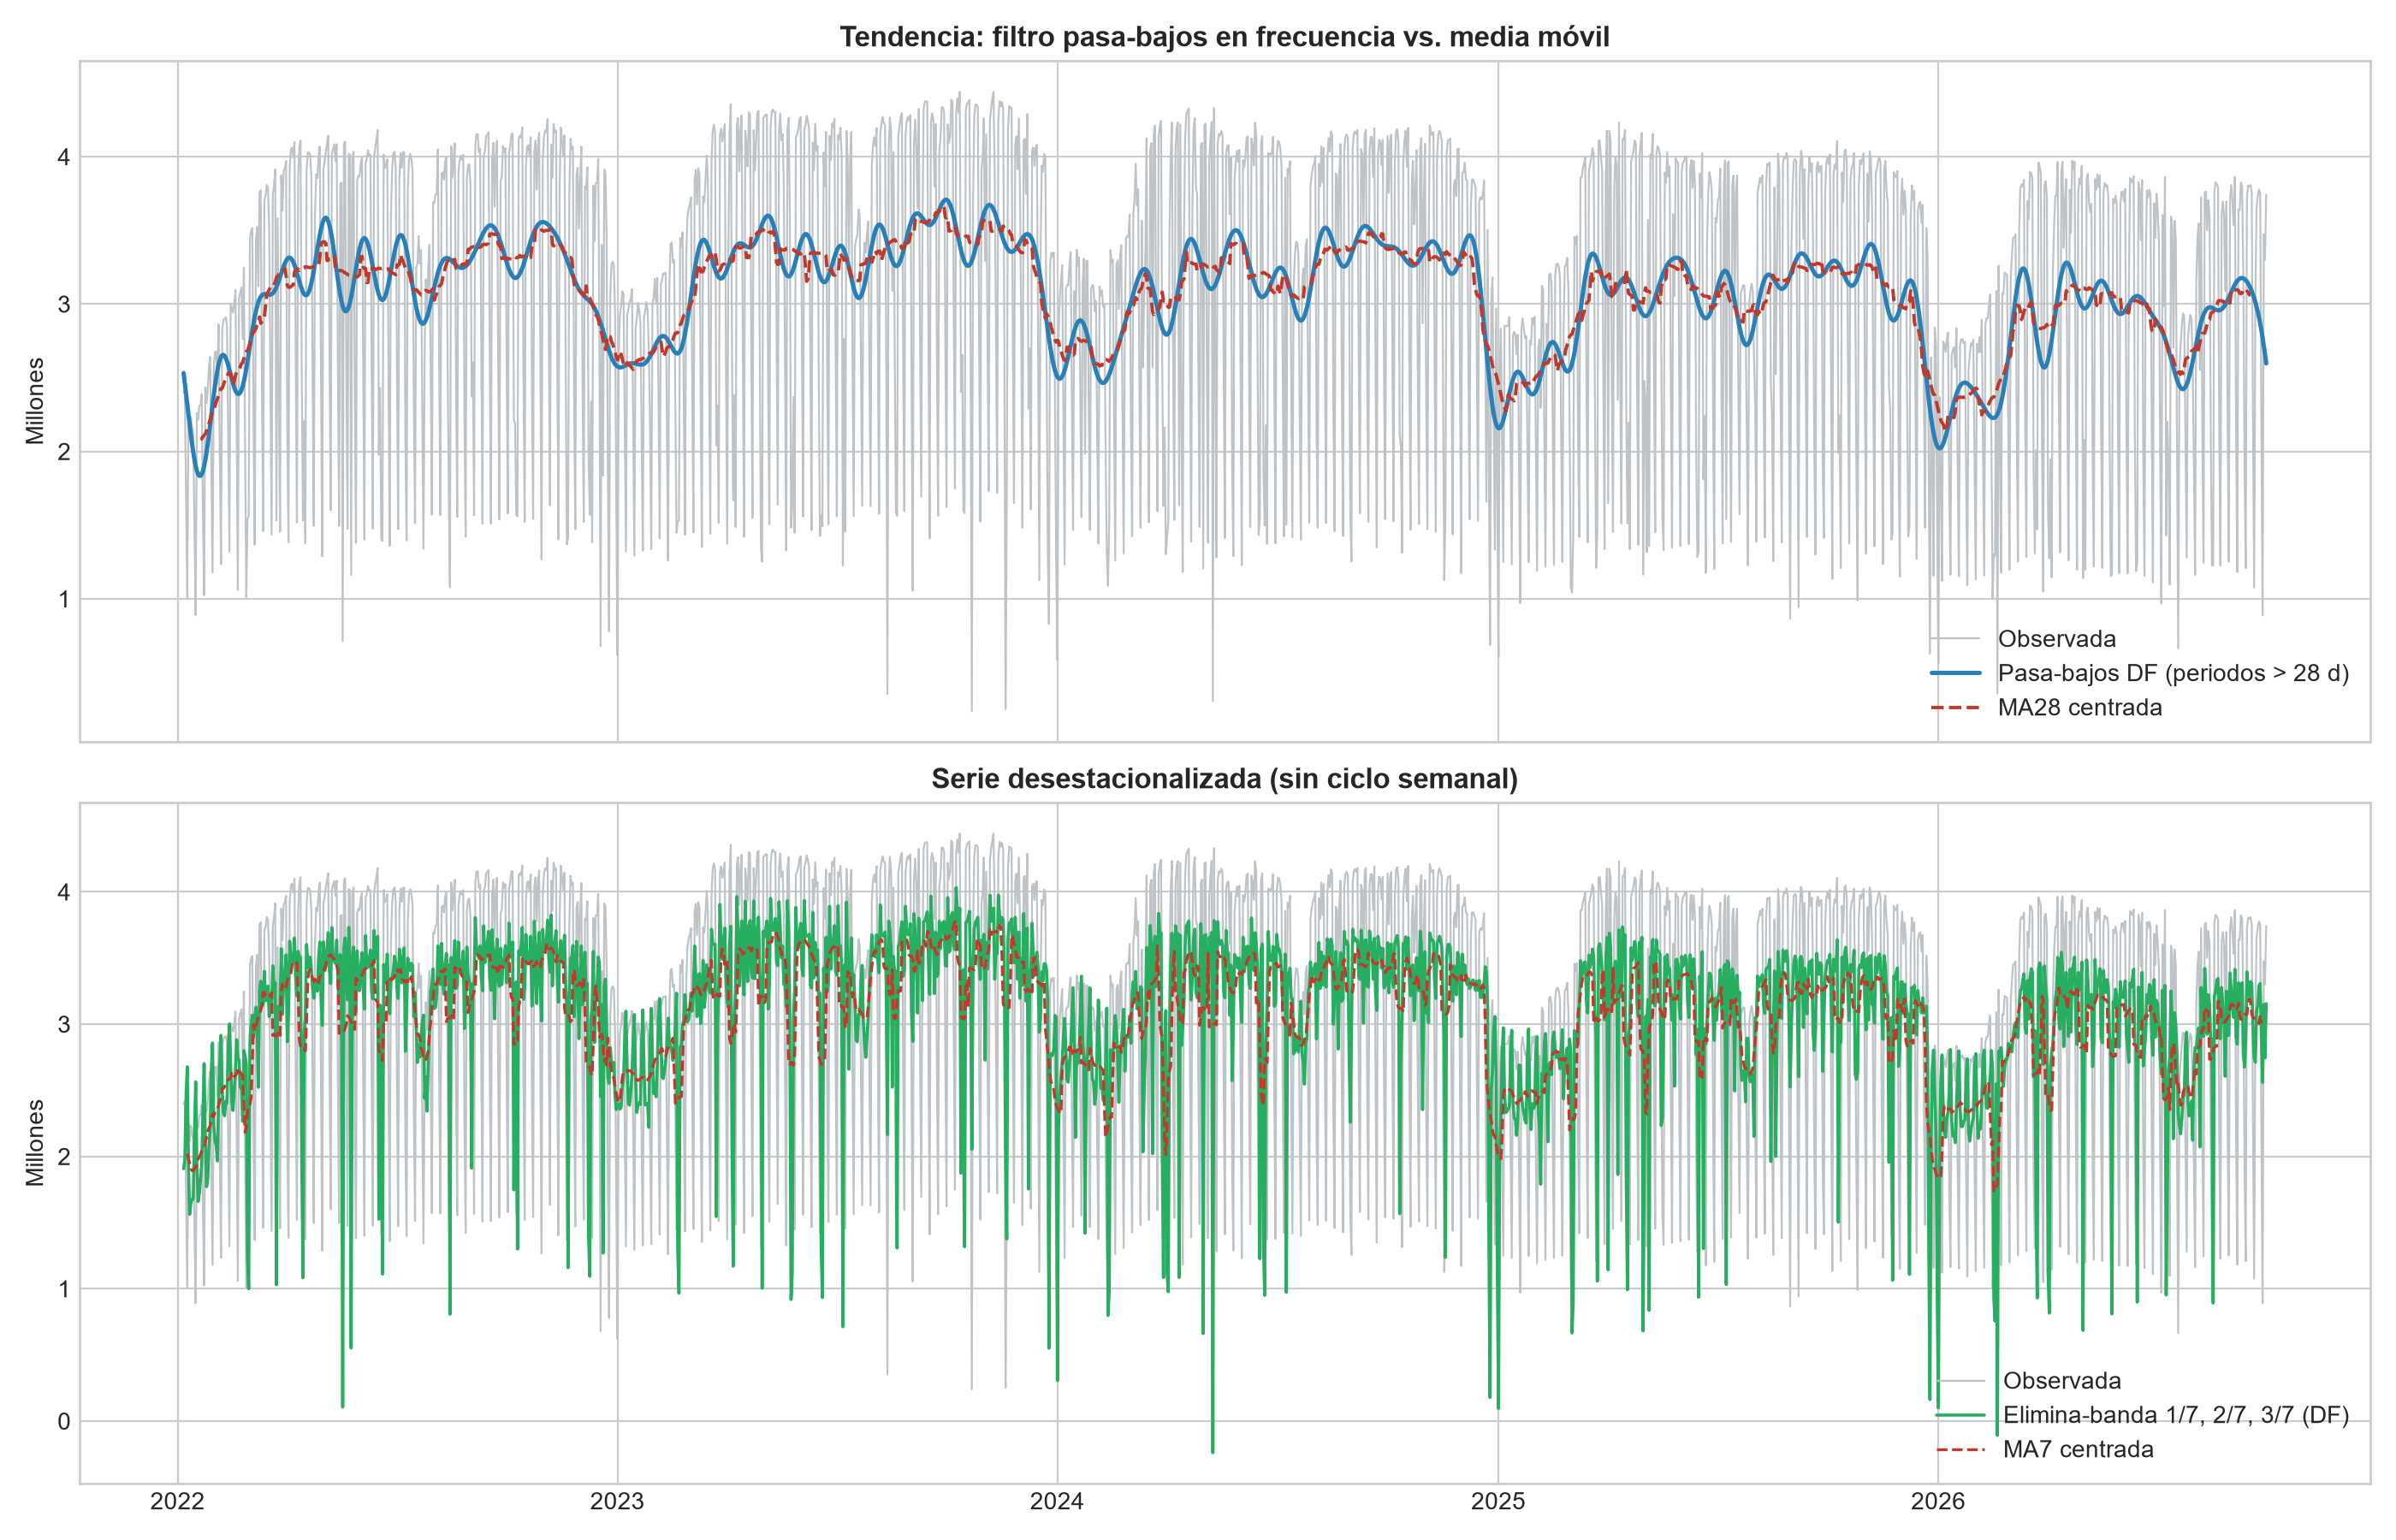 Tendencia: filtro pasa-bajos en frecuencia vs. media móvil
Millones
4
3
2
1
Observada
Pasa-bajos DF (periodos > 28 d)
MA28 centrada
Serie desestacionalizada (sin ciclo semanal)
Millones
4
3
2
1
0
Observada
Elimina-banda 1/7, 2/7, 3/7 (DF)
MA7 centrada
2022
2023
2024
2025
2026